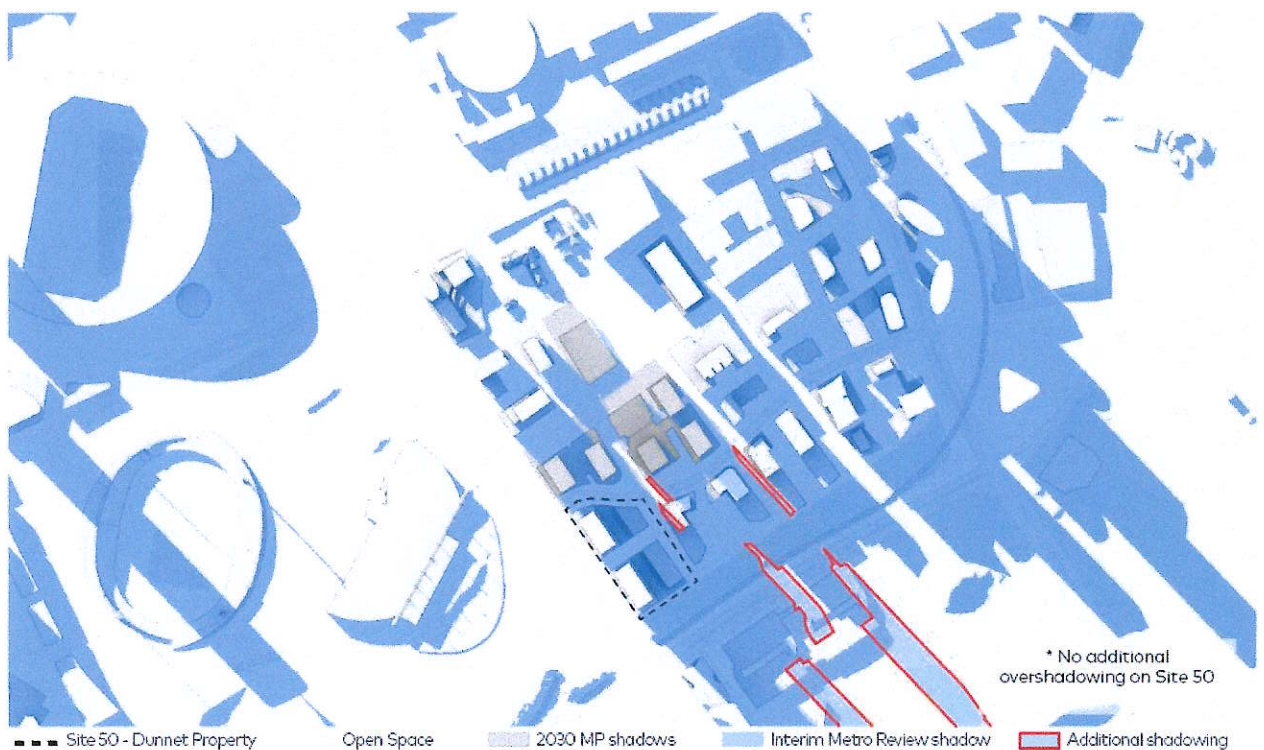 * No additional
overshadowing on Site 50
Site 50 - Dunnet Property Open Space 2030 MP shadows Interim Metro Review shadow Additional shadowing